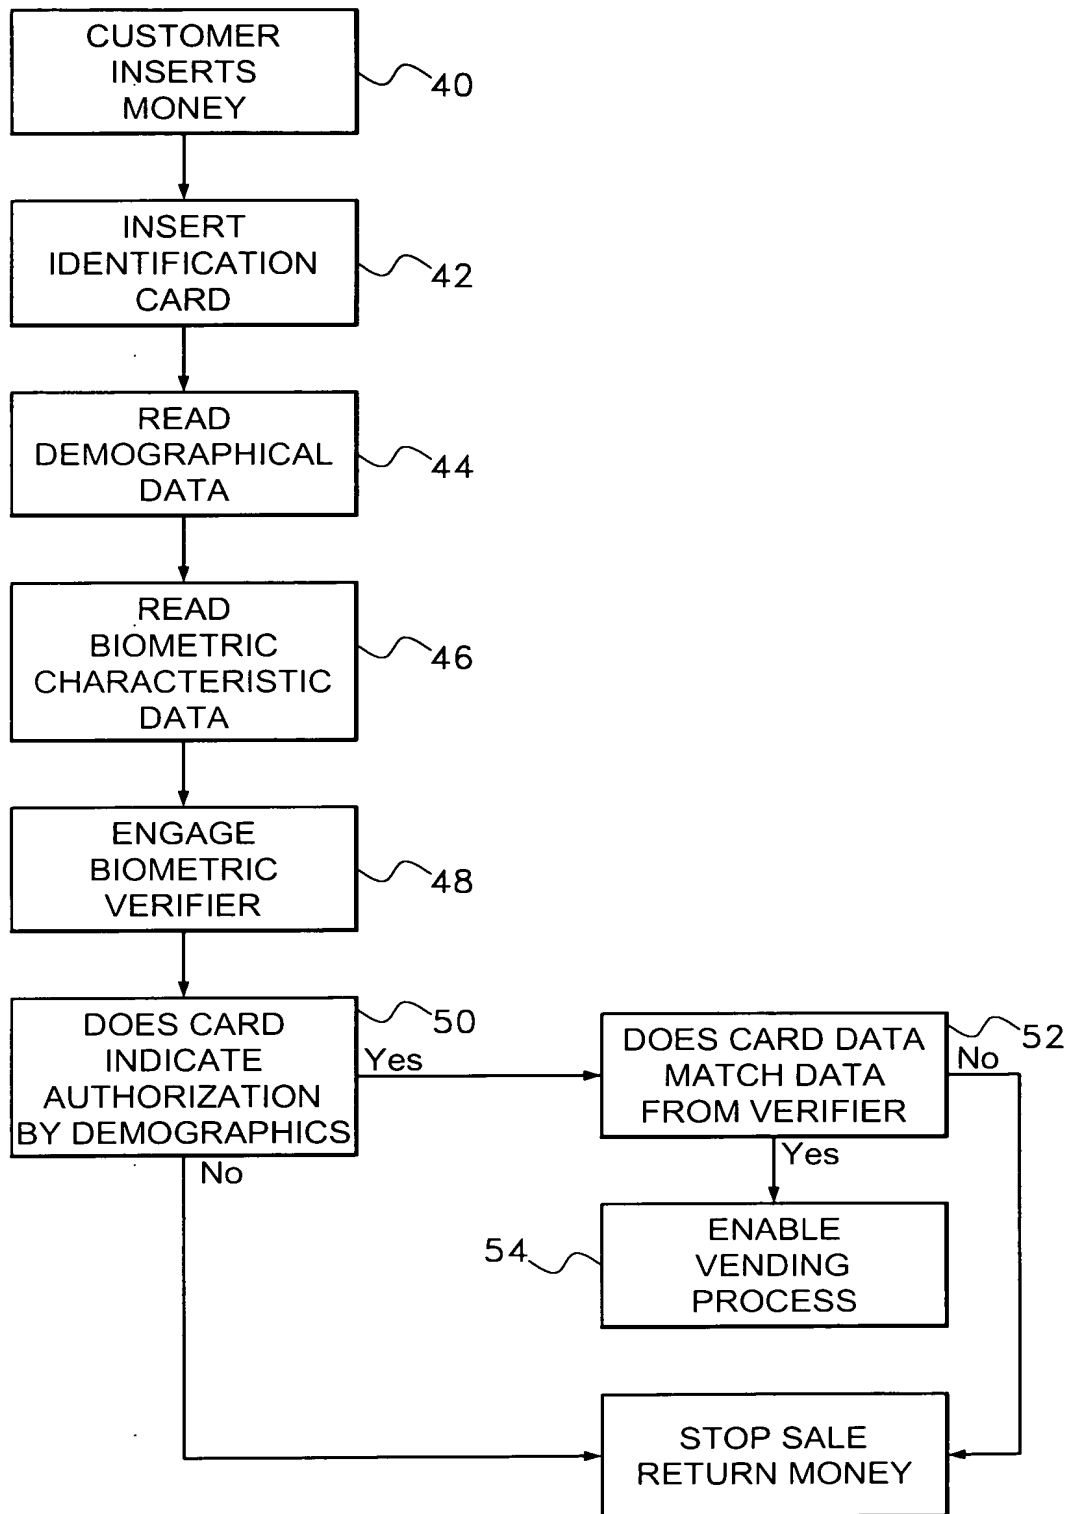 CUSTOMER
INSERTS
MONEY
40
INSERT
IDENTIFICATION
CARD
42
READ
DEMOGRAPHICAL
DATA
44
READ
BIOMETRIC
CHARACTERISTIC
DATA
46
ENGAGE
BIOMETRIC
VERIFIER
48
DOES CARD
INDICATE
AUTHORIZATION
BY DEMOGRAPHICS
50
Yes
No
DOES CARD DATA
MATCH DATA
FROM VERIFIER
52
No
Yes
ENABLE
VENDING
PROCESS
54
STOP SALE
RETURN MONEY